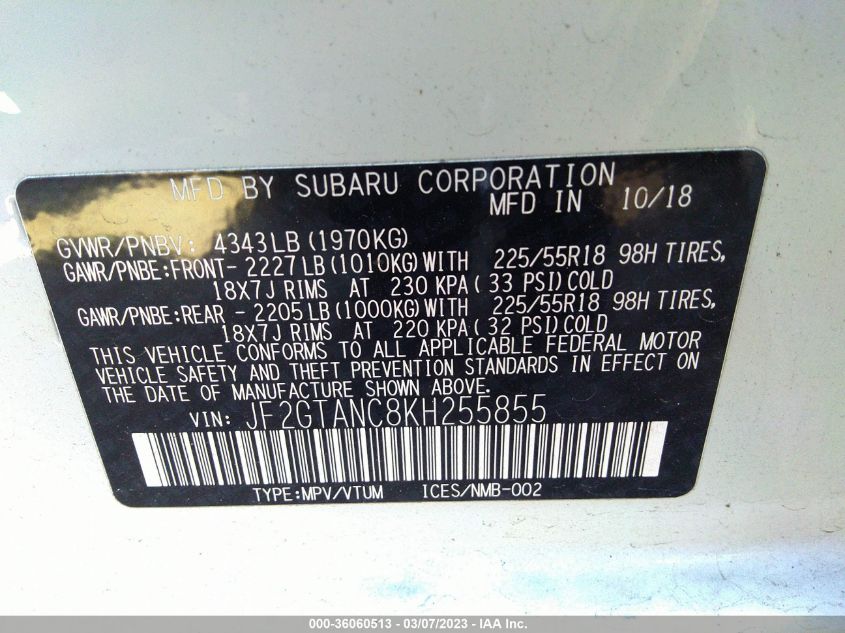 MFD BY SUBARU CORPORATION
MFD IN 10/18
GVWR/PNBV: 4343LB(1970KG)
GAWR/PNBE:FRONT- 2227LB(1010KG)WITH 225/55R18 98H TIRES,
18X7J RIMS AT 230 KPA( 33 PSI)COLD
GAWR/PNBE:REAR - 2205LB(1000KG)WITH 225/55R18 98H TIRES,
18X7J RIMS AT 220 KPA( 32 PSI)COLD
THIS VEHICLE CONFORMS TO ALL APPLICABLE FEDERAL MOTOR
VEHICLE SAFETY AND THEFT PREVENTION STANDARDS IN EFFECT ON
THE DATE OF MANUFACTURE SHOWN ABOVE.
VIN: JF2GTANC8KH255855
TYPE:MPV/VTUM ICES/NMB-002
000-36060513 - 03/07/2023 - IAA Inc.